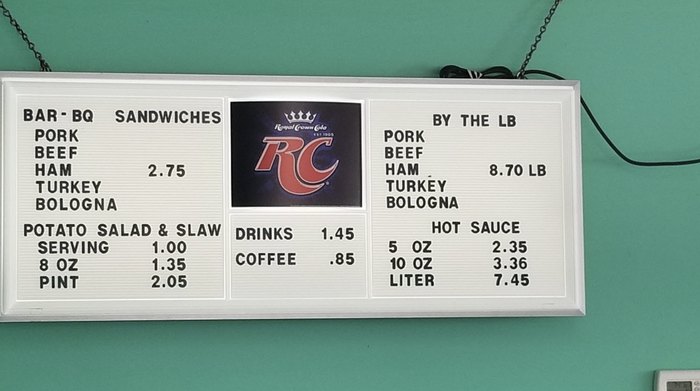 BAR-BQ SANDWICHES
PORK
BEEF
HAM 2.75
TURKEY
BOLOGNA
POTATO SALAD & SLAW
SERVING 1.00
8 OZ 1.35
PINT 2.05
Royal Crown Cola
EST 1905
RC
DRINKS 1.45
COFFEE .85
BY THE LB
PORK
BEEF
HAM 8.70 LB
TURKEY
BOLOGNA
HOT SAUCE
5 OZ 2.35
10 OZ 3.36
LITER 7.45